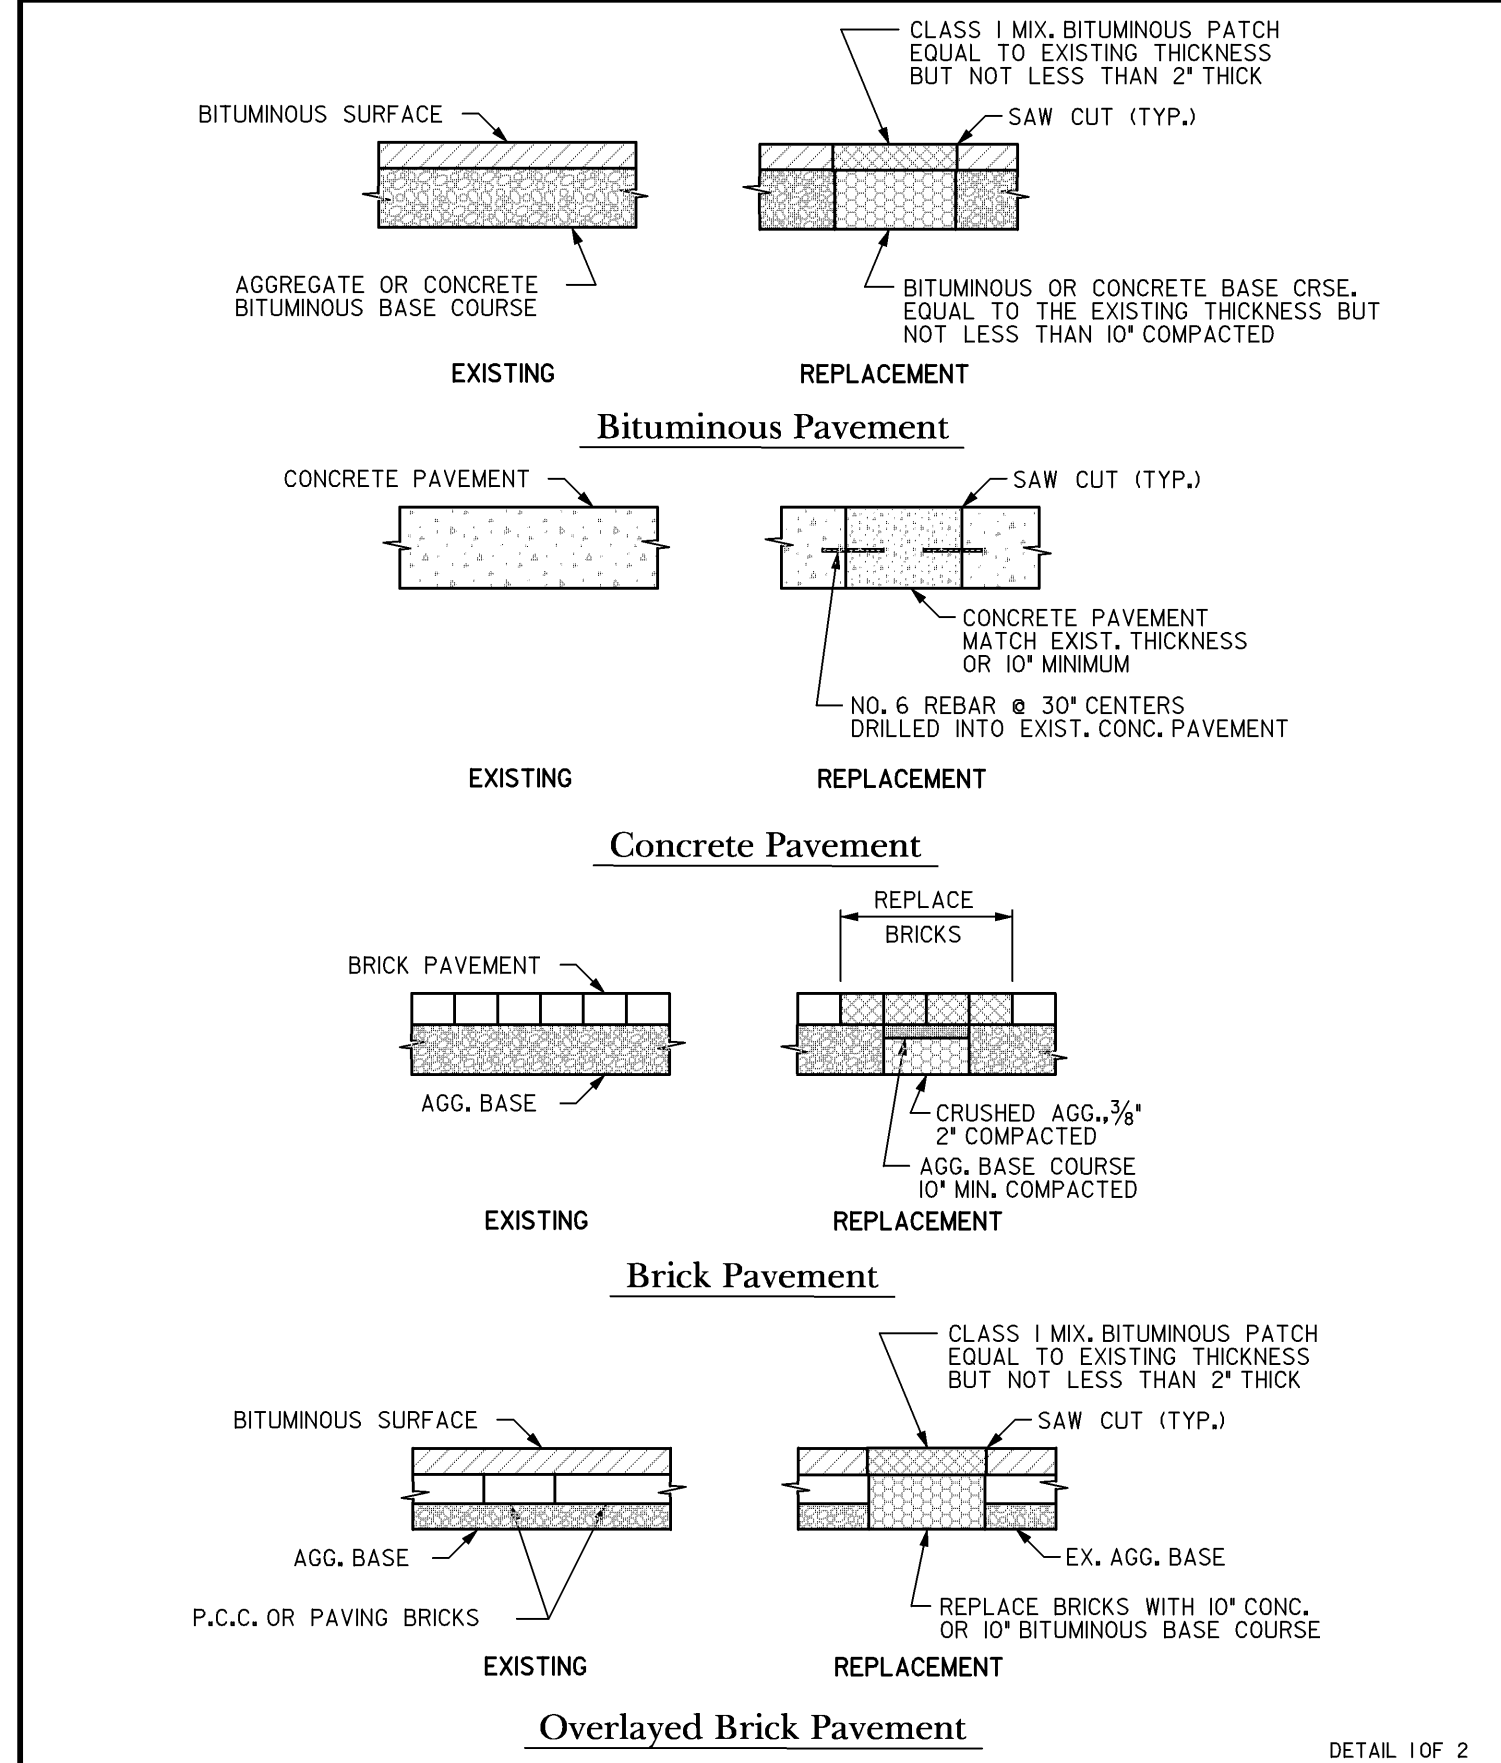 CLASS I MIX. BITUMINOUS PATCH
EQUAL TO EXISTING THICKNESS
BUT NOT LESS THAN 2" THICK
BITUMINOUS SURFACE
SAW CUT (TYP.)
AGGREGATE OR CONCRETE
BITUMINOUS BASE COURSE
BITUMINOUS OR CONCRETE BASE CRSE.
EQUAL TO THE EXISTING THICKNESS BUT
NOT LESS THAN 10" COMPACTED
EXISTING
REPLACEMENT
Bituminous Pavement
CONCRETE PAVEMENT
SAW CUT (TYP.)
CONCRETE PAVEMENT
MATCH EXIST. THICKNESS
OR 10" MINIMUM
NO. 6 REBAR @ 30" CENTERS
DRILLED INTO EXIST. CONC. PAVEMENT
EXISTING
REPLACEMENT
Concrete Pavement
REPLACE
BRICKS
BRICK PAVEMENT
AGG. BASE
CRUSHED AGG., 3/8"
2" COMPACTED
AGG. BASE COURSE
10" MIN. COMPACTED
EXISTING
REPLACEMENT
Brick Pavement
CLASS I MIX. BITUMINOUS PATCH
EQUAL TO EXISTING THICKNESS
BUT NOT LESS THAN 2" THICK
BITUMINOUS SURFACE
SAW CUT (TYP.)
AGG. BASE
EX. AGG. BASE
P.C.C. OR PAVING BRICKS
REPLACE BRICKS WITH 10" CONC.
OR 10" BITUMINOUS BASE COURSE
EXISTING
REPLACEMENT
Overlayed Brick Pavement
DETAIL 1 OF 2